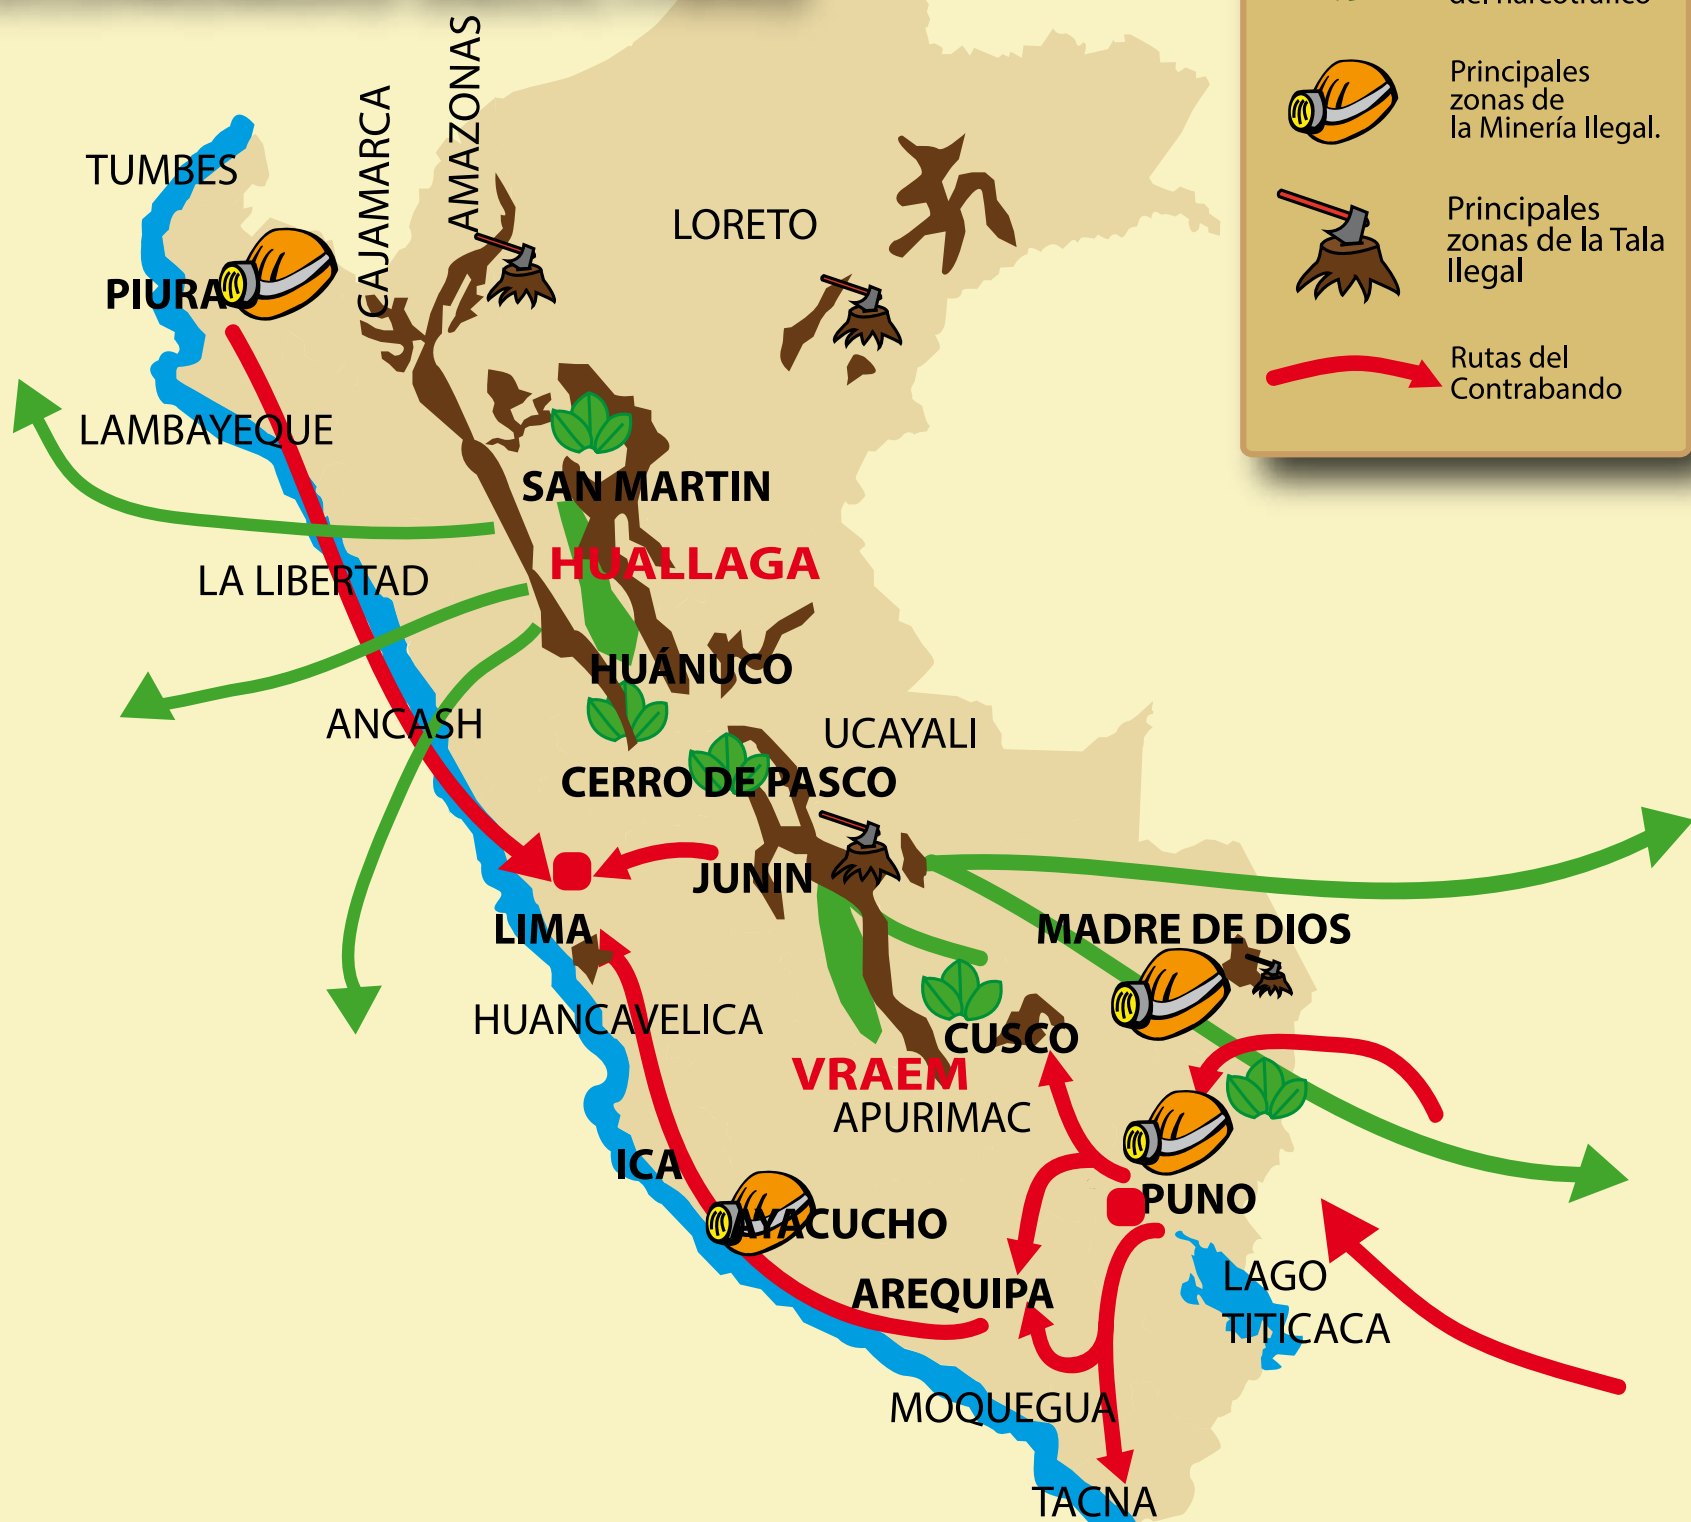 del narcotráfico
Principales
zonas de
la Minería Ilegal.
Principales
zonas de la Tala
Ilegal
Rutas del
Contrabando
AMAZONAS
CAJAMARCA
TUMBES
LORETO
PIURA
LAMBAYEQUE
SAN MARTIN
HUALLAGA
LA LIBERTAD
HUÁNUCO
ANCASH
UCAYALI
CERRO DE PASCO
JUNIN
LIMA
MADRE DE DIOS
HUANCAVELICA
CUSCO
VRAEM
APURIMAC
ICA
PUNO
AYACUCHO
LAGO
TITICACA
AREQUIPA
MOQUEGUA
TACNA